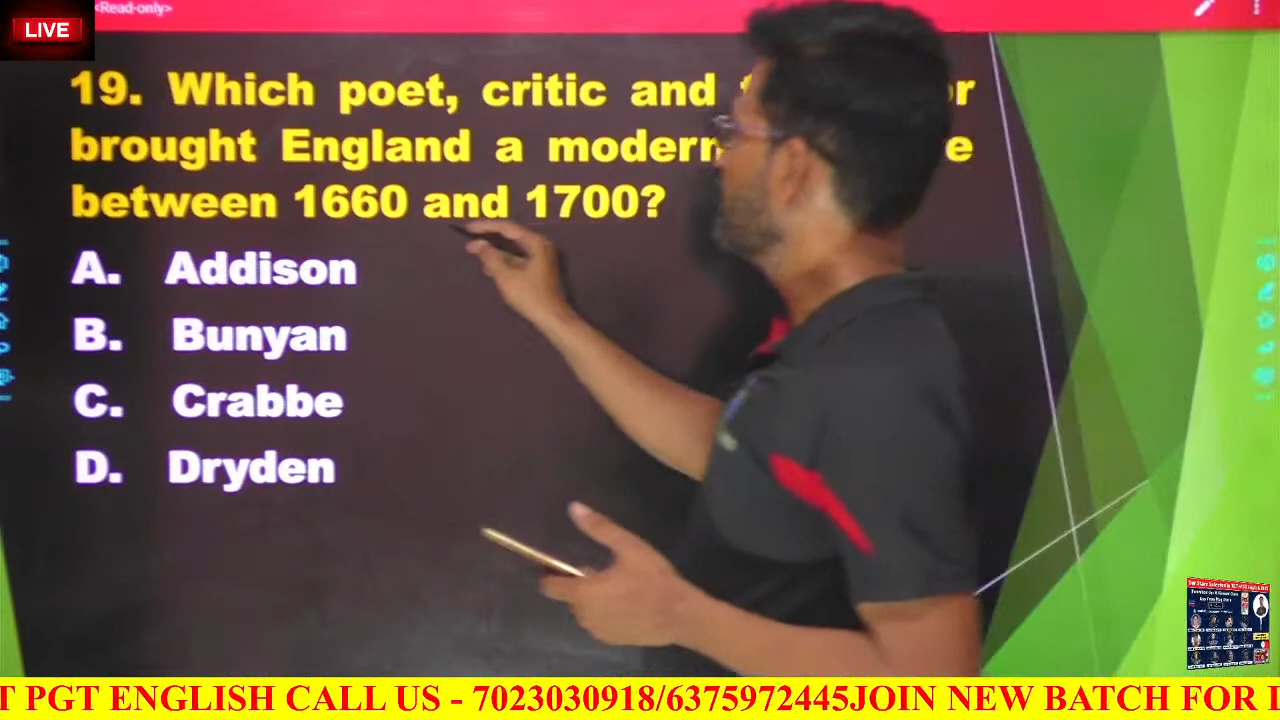 <Read-only>
LIVE
19. Which poet, critic and
brought England a modern
between 1660 and 1700?
A. Addison
B. Bunyan
C. Crabbe
D. Dryden
T PGT ENGLISH CALL US - 7023030918/6375972445JOIN NEW BATCH FOR